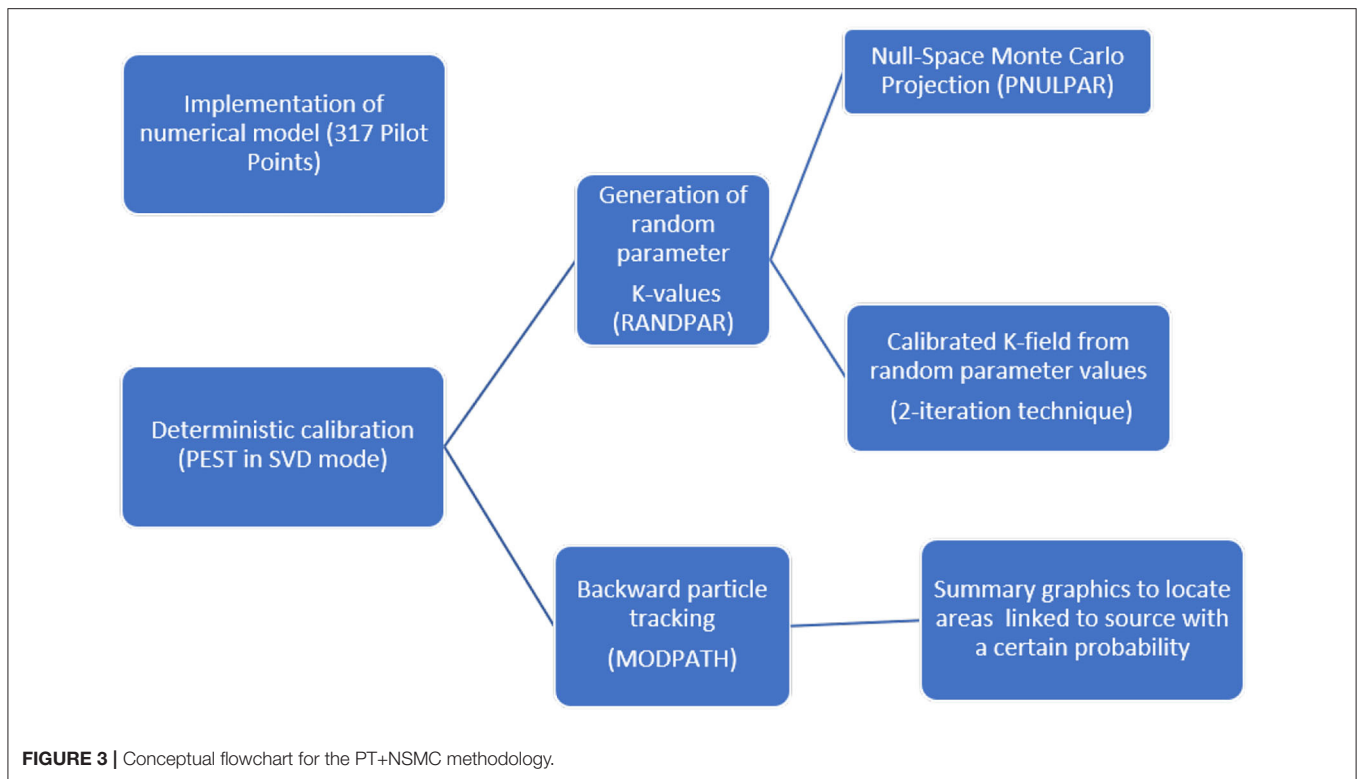 Implementation of
numerical model (317 Pilot
Points)
Deterministic calibration
(PEST in SVD mode)
Generation of
random
parameter
K-values
(RANDPAR)
Null-Space Monte Carlo
Projection (PNULPAR)
Calibrated K-field from
random parameter values
(2-iteration technique)
Backward particle
tracking
(MODPATH)
Summary graphics to locate
areas linked to source with
a certain probability
FIGURE 3 | Conceptual flowchart for the PT+NSMC methodology.